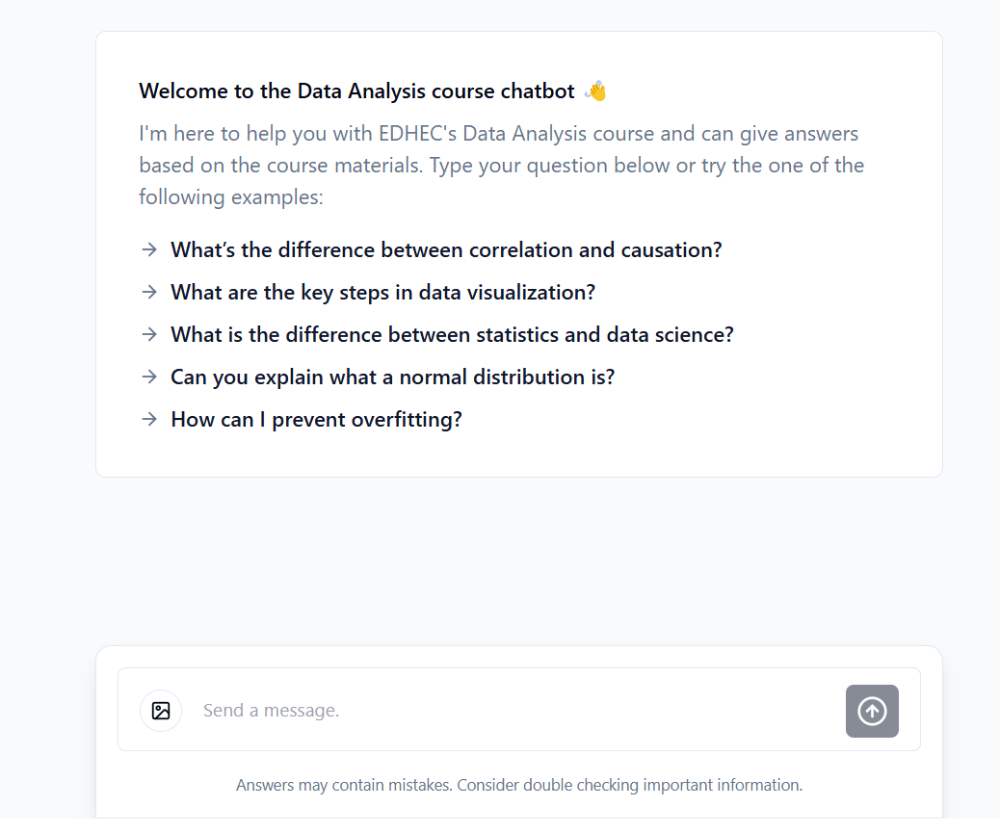 Welcome to the Data Analysis course chatbot 👋
I'm here to help you with EDHEC's Data Analysis course and can give answers
based on the course materials. Type your question below or try the one of the
following examples:
What’s the difference between correlation and causation?
What are the key steps in data visualization?
What is the difference between statistics and data science?
Can you explain what a normal distribution is?
How can I prevent overfitting?
Send a message.
Answers may contain mistakes. Consider double checking important information.